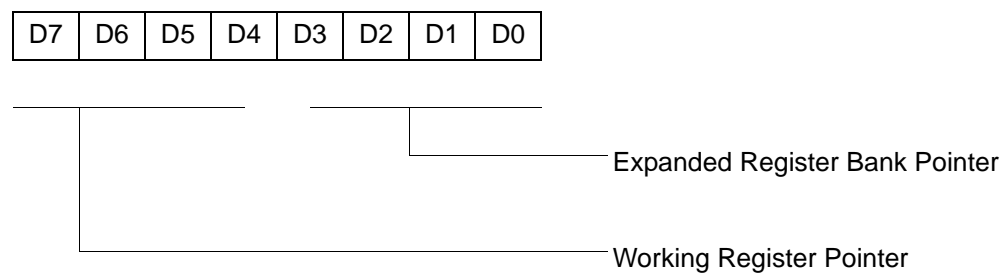 D7 D6 D5 D4 D3 D2 D1 D0
Expanded Register Bank Pointer
Working Register Pointer